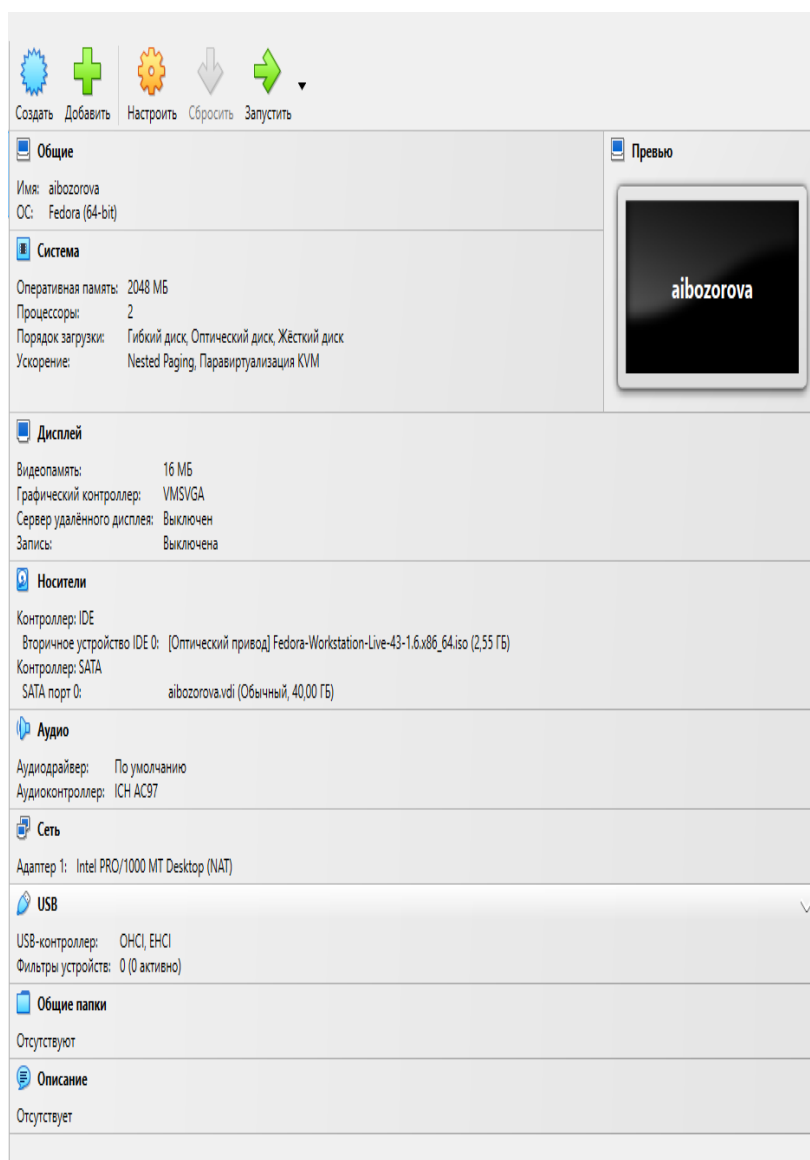 Создать Добавить Настроить Сбросить Запустить
Общие
Имя: aibozorova
ОС: Fedora (64-bit)
Превью
aibozorova
Система
Оперативная память: 2048 МБ
Процессоры: 2
Порядок загрузки: Гибкий диск, Оптический диск, Жёсткий диск
Ускорение: Nested Paging, Паравиртуализация KVM
Дисплей
Видеопамять: 16 МБ
Графический контроллер: VMSVGA
Сервер удалённого дисплея: Выключен
Запись: Выключена
Носители
Контроллер: IDE
Вторичное устройство IDE 0: [Оптический привод] Fedora-Workstation-Live-43-1.6.x86_64.iso (2,55 ГБ)
Контроллер: SATA
SATA порт 0: aibozorova.vdi (Обычный, 40,00 ГБ)
Аудио
Аудиодрайвер: По умолчанию
Аудиоконтроллер: ICH AC97
Сеть
Адаптер 1: Intel PRO/1000 MT Desktop (NAT)
USB
USB-контроллер: OHCI, EHCI
Фильтры устройств: 0 (0 активно)
Общие папки
Отсутствуют
Описание
Отсутствует